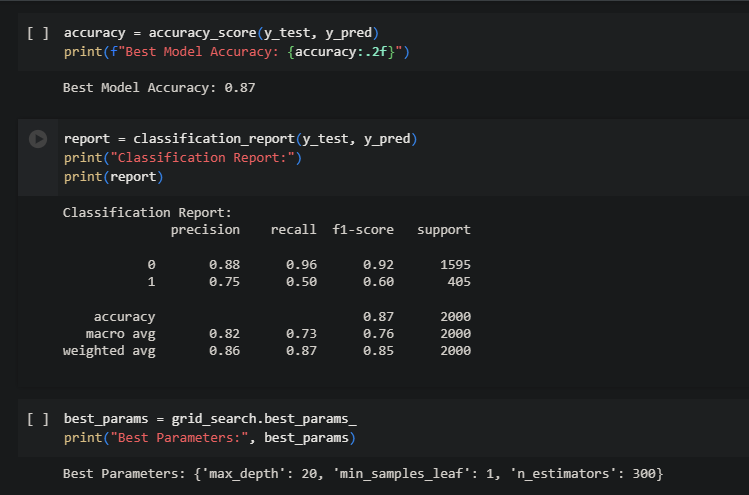 [ ] accuracy = accuracy_score(y_test, y_pred)
print(f"Best Model Accuracy: {accuracy:.2f}")
Best Model Accuracy: 0.87
report = classification_report(y_test, y_pred)
print("Classification Report:")
print(report)
Classification Report:
precision recall f1-score support
0 0.88 0.96 0.92 1595
1 0.75 0.50 0.60 405
accuracy 0.87 2000
macro avg 0.82 0.73 0.76 2000
weighted avg 0.86 0.87 0.85 2000
[ ] best_params = grid_search.best_params_
print("Best Parameters:", best_params)
Best Parameters: {'max_depth': 20, 'min_samples_leaf': 1, 'n_estimators': 300}